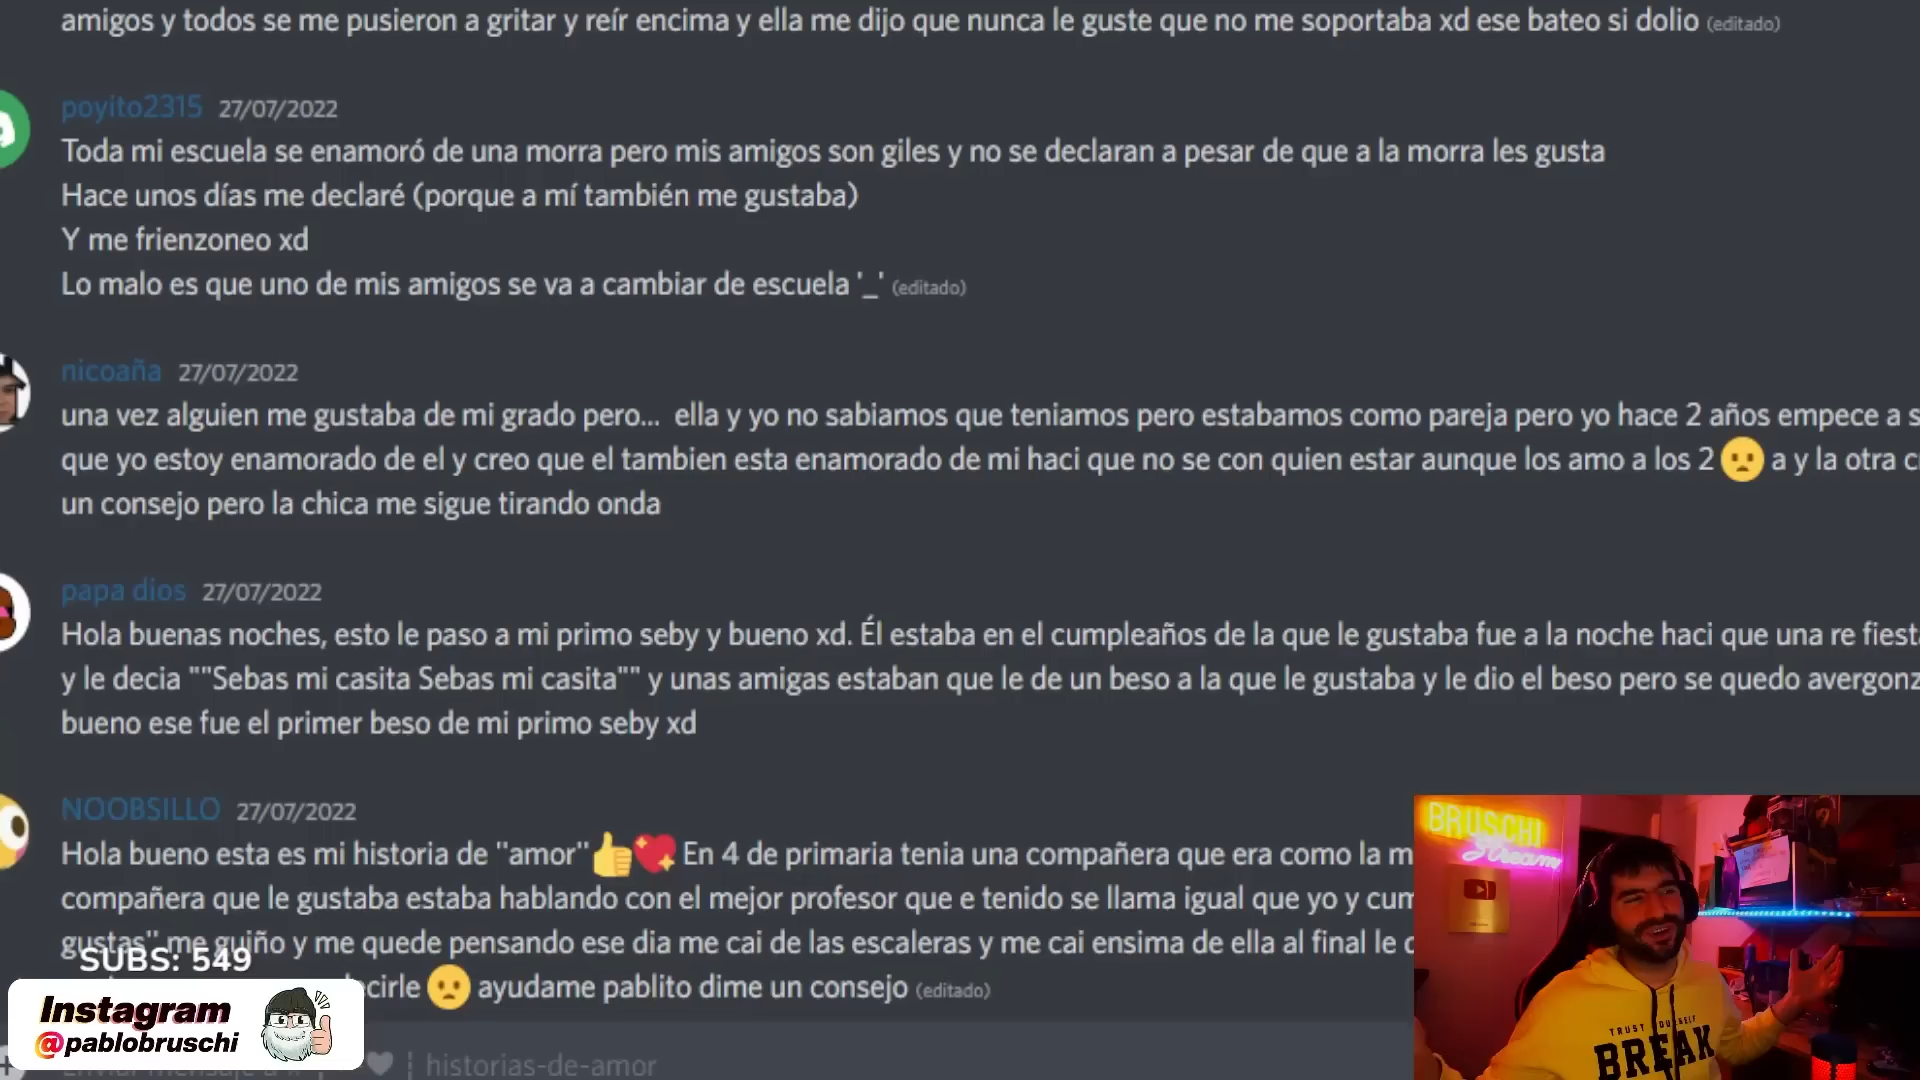 amigos y todos se me pusieron a gritar y reír encima y ella me dijo que nunca le guste que no me soportaba xd ese bateo si dolio (editado)
poyito2315 27/07/2022
Toda mi escuela se enamoró de una morra pero mis amigos son giles y no se declaran a pesar de que a la morra les gusta
Hace unos días me declaré (porque a mí también me gustaba)
Y me frienzoneo xd
Lo malo es que uno de mis amigos se va a cambiar de escuela '_' (editado)
nicoaña 27/07/2022
una vez alguien me gustaba de mi grado pero... ella y yo no sabiamos que teniamos pero estabamos como pareja pero yo hace 2 años empece a s
que yo estoy enamorado de el y creo que el tambien esta enamorado de mi haci que no se con quien estar aunque los amo a los 2 😦 a y la otra c
un consejo pero la chica me sigue tirando onda
papa dios 27/07/2022
Hola buenas noches, esto le paso a mi primo seby y bueno xd. Él estaba en el cumpleaños de la que le gustaba fue a la noche haci que una re fiest
y le decia ""Sebas mi casita Sebas mi casita"" y unas amigas estaban que le de un beso a la que le gustaba y le dio el beso pero se quedo avergonz
bueno ese fue el primer beso de mi primo seby xd
NOOBSILLO 27/07/2022
Hola bueno esta es mi historia de "amor"👍💖 En 4 de primaria tenia una compañera que era como la m
compañera que le gustaba estaba hablando con el mejor profesor que e tenido se llama igual que yo y cum
gustas" me guiño y me quede pensando ese dia me cai de las escaleras y me cai ensima de ella al final le
cirle 😦 ayudame pablito dime un consejo (editado)
historias-de-amor
SUBS: 549
Instagram
@pablobruschi
BRUSCHI
Stream
TRUST YOURSELF
BREAK